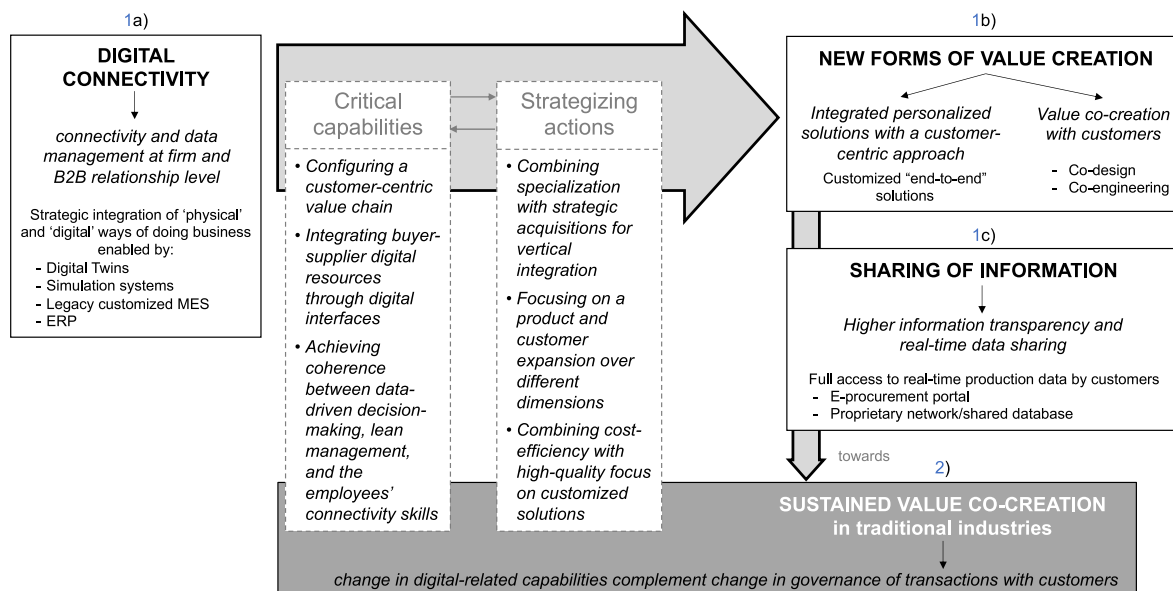 1a)
DIGITAL
CONNECTIVITY
connectivity and data
management at firm and
B2B relationship level
Strategic integration of ‘physical’
and ‘digital’ ways of doing business
enabled by:
- Digital Twins
- Simulation systems
- Legacy customized MES
- ERP
Critical
capabilities
• Configuring a
customer-centric
value chain
• Integrating buyer-
supplier digital
resources
through digital
interfaces
• Achieving
coherence
between data-
driven decision-
making, lean
management,
and the
employees’
connectivity skills
Strategizing
actions
• Combining
specialization
with strategic
acquisitions for
vertical
integration
• Focusing on a
product and
customer
expansion over
different
dimensions
• Combining cost-
efficiency with
high-quality focus
on customized
solutions
1b)
NEW FORMS OF VALUE CREATION
Integrated personalized
solutions with a customer-
centric approach
Customized “end-to-end”
solutions
Value co-creation
with customers
- Co-design
- Co-engineering
1c)
SHARING OF INFORMATION
Higher information transparency and
real-time data sharing
Full access to real-time production data by customers
- E-procurement portal
- Proprietary network/shared database
towards
2)
SUSTAINED VALUE CO-CREATION
in traditional industries
change in digital-related capabilities complement change in governance of transactions with customers